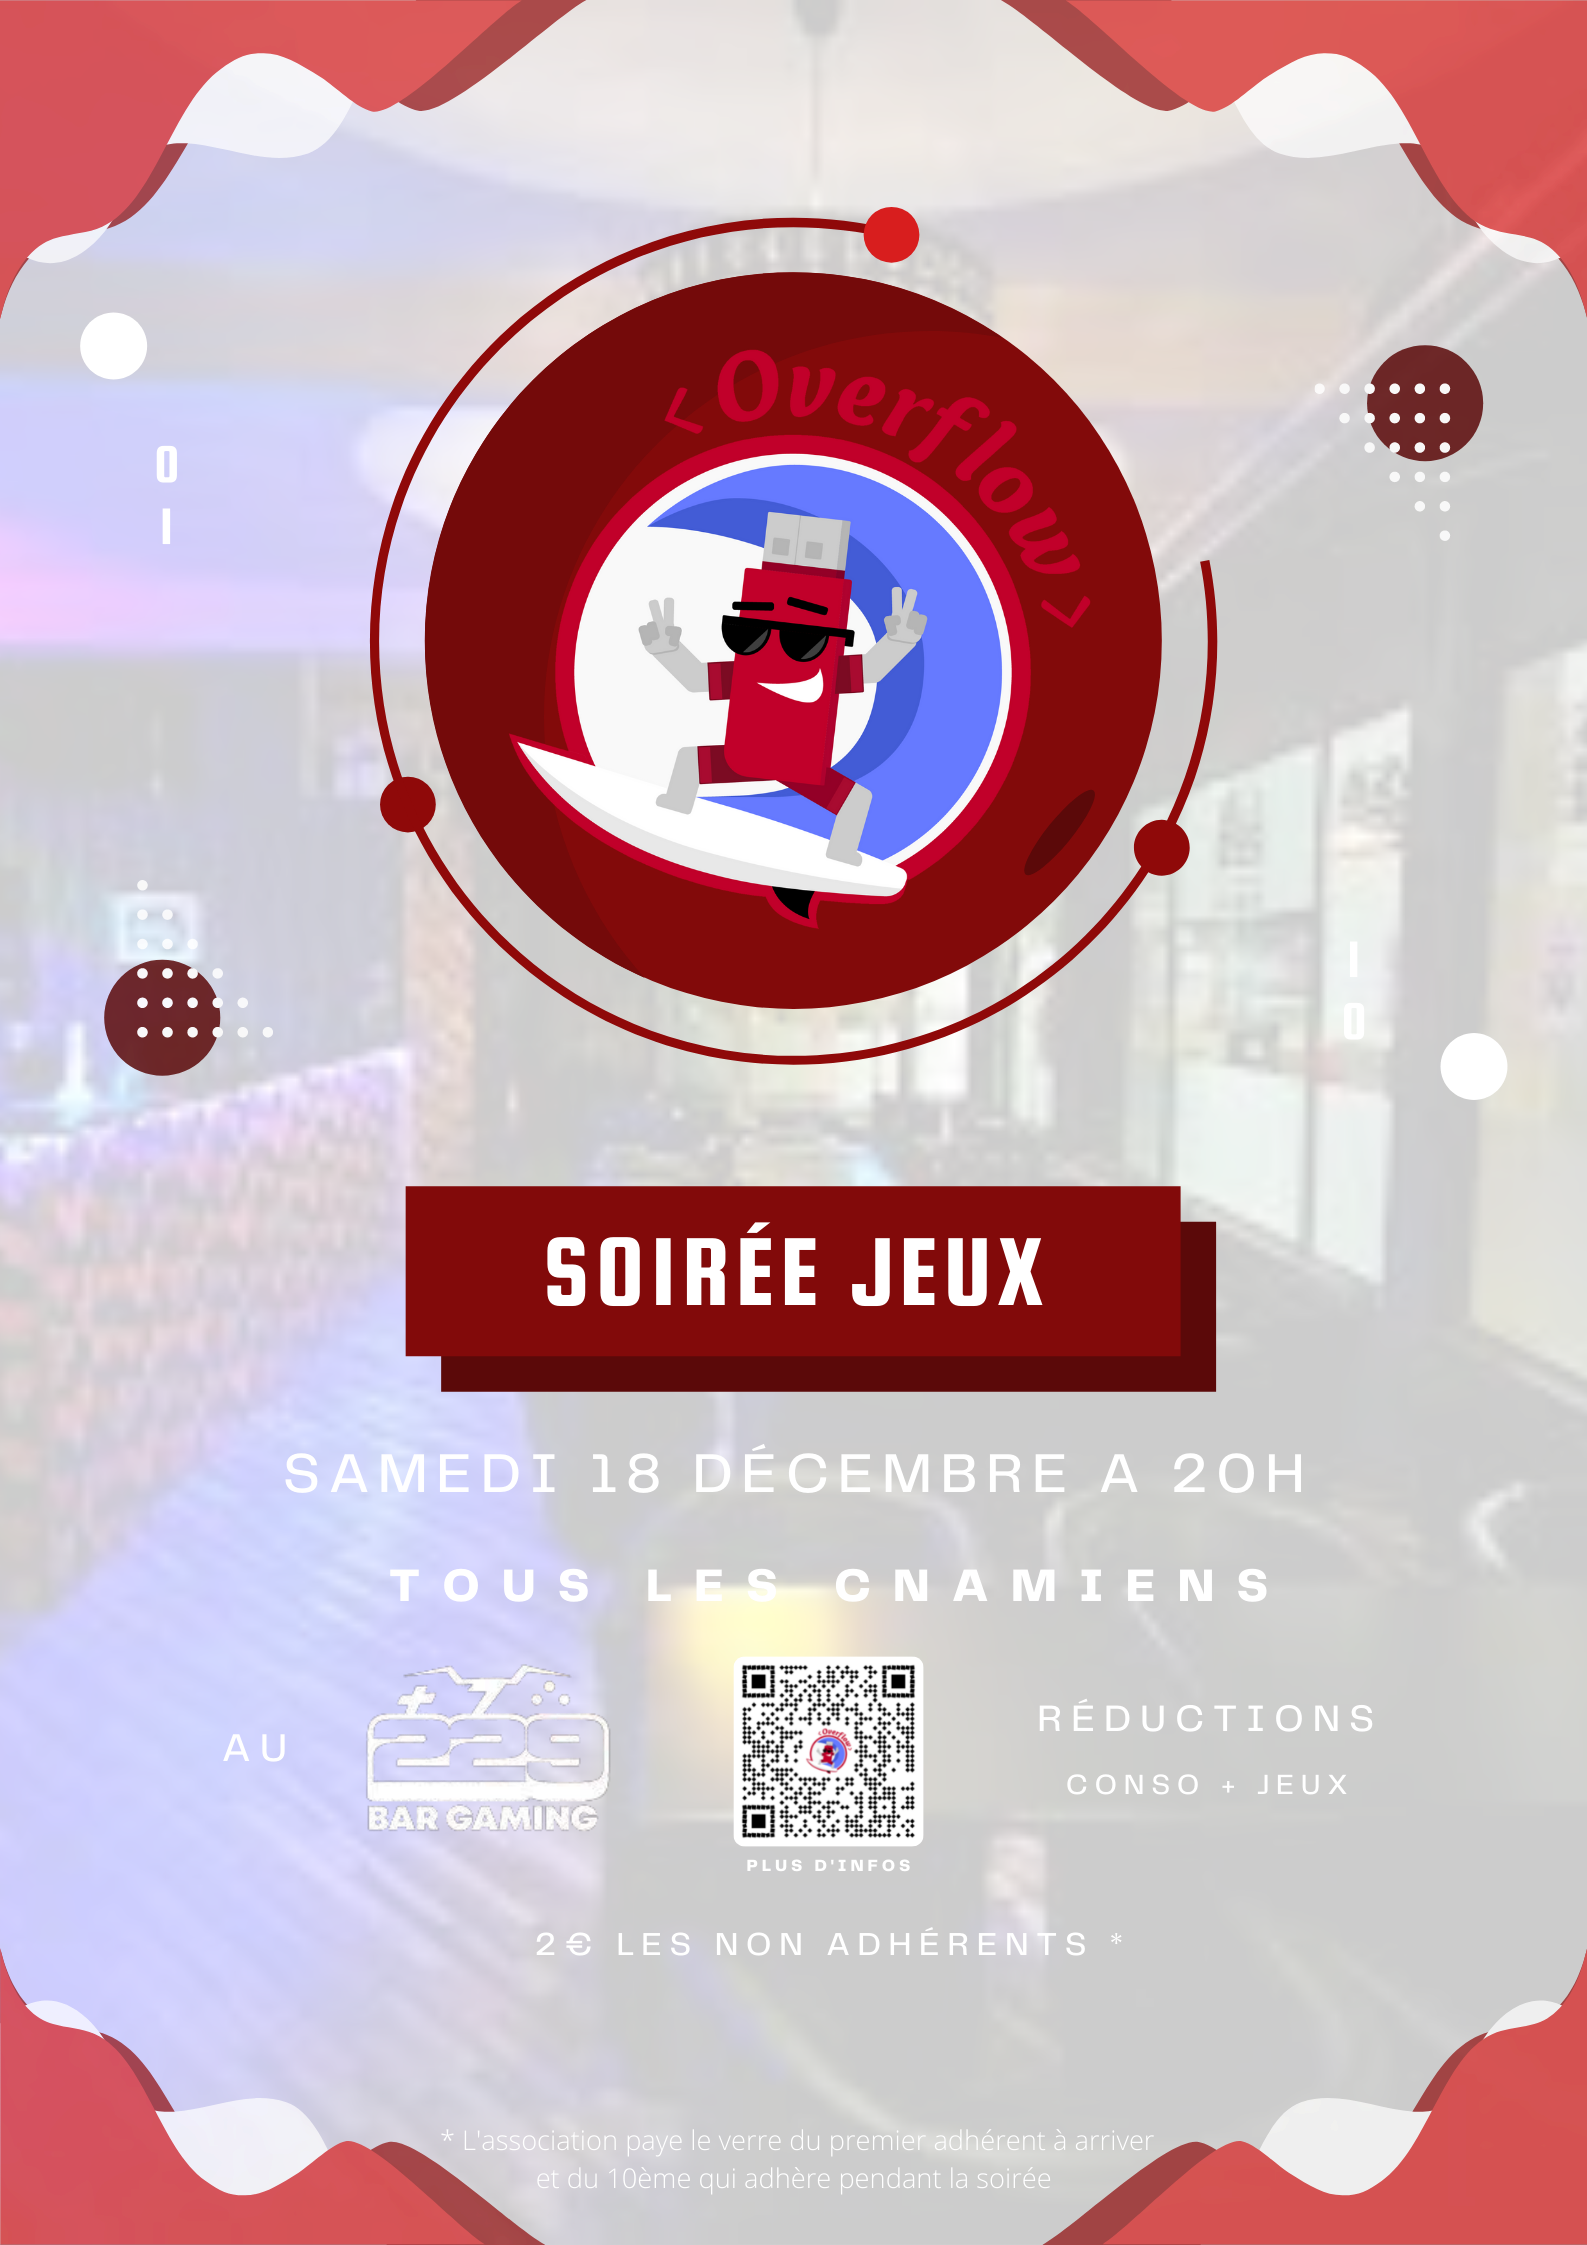 <Overflow>
0
1
1
0
SOIRÉE JEUX
SAMEDI 18 DÉCEMBRE A 20H
TOUS LES CNAMIENS
AU
229
BAR GAMING
<Overflow>
PLUS D'INFOS
RÉDUCTIONS
CONSO + JEUX
2€ LES NON ADHÉRENTS *
* L'association paye le verre du premier adhérent à arriver
et du 10ème qui adhère pendant la soirée